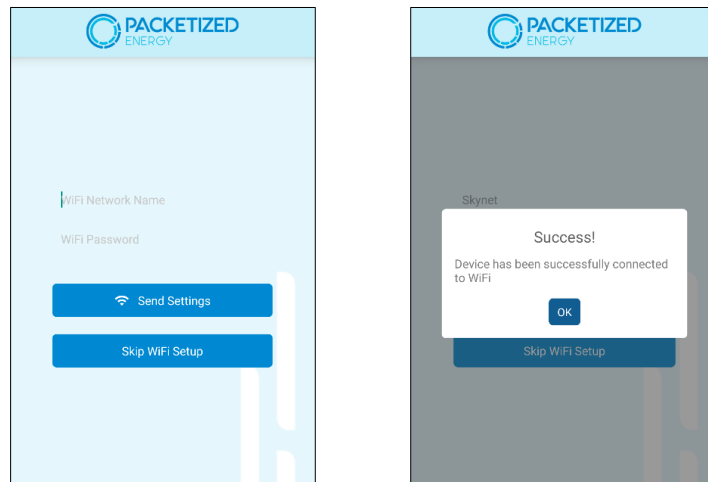 PACKETIZED
ENERGY
WiFi Network Name
WiFi Password
Send Settings
Skip WiFi Setup
PACKETIZED
ENERGY
Skynet
Success!
Device has been successfully connected
to WiFi
OK
Skip WiFi Setup